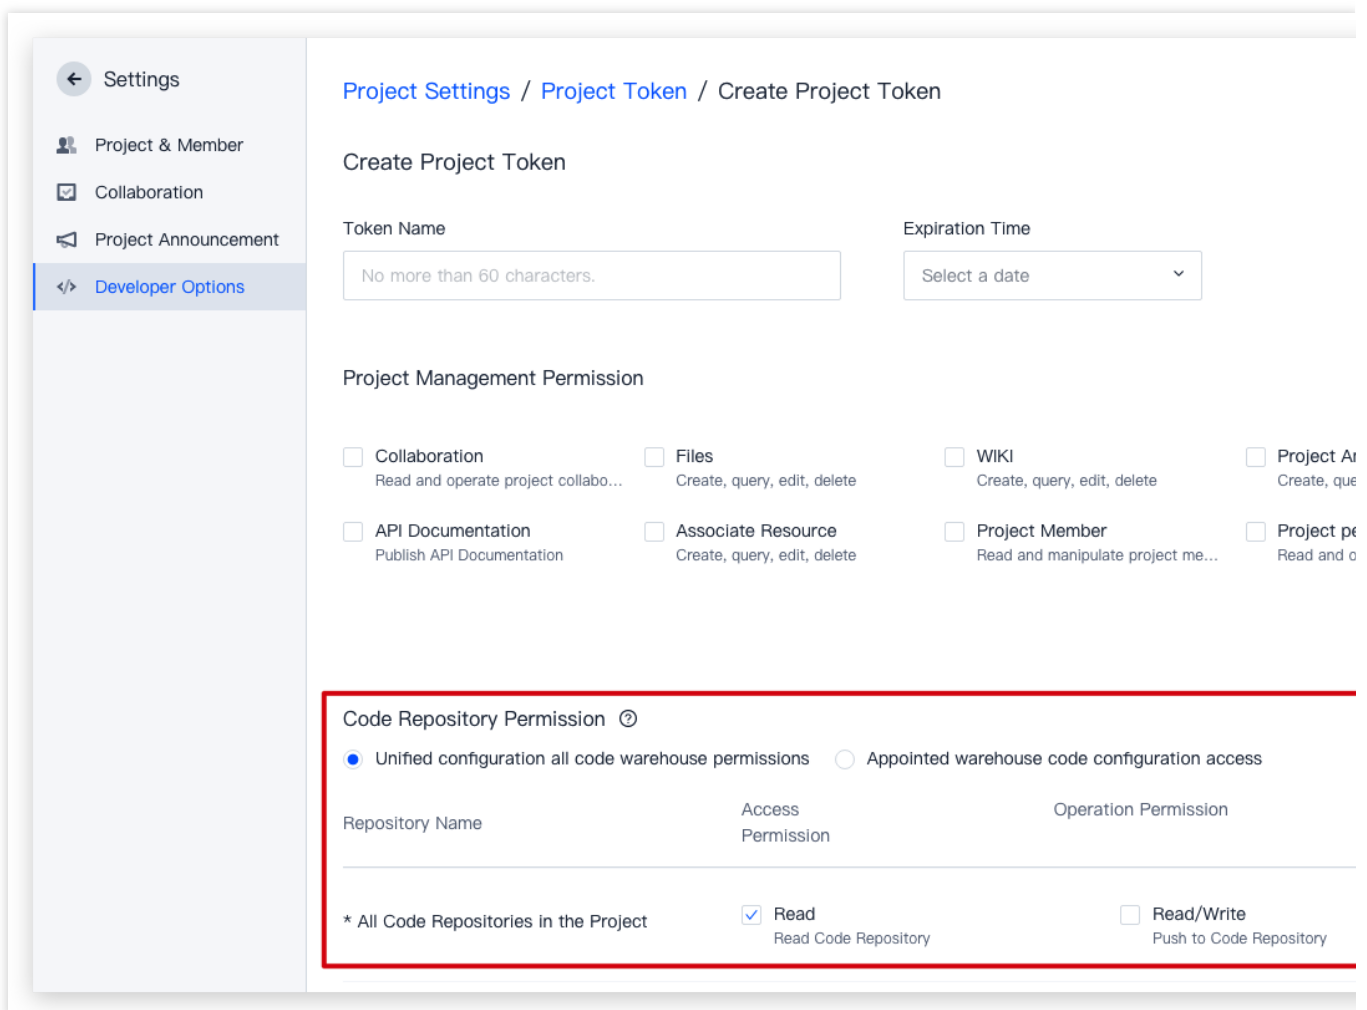 Settings
Project & Member
Collaboration
Project Announcement
</> Developer Options
Project Settings / Project Token / Create Project Token
Create Project Token
Token Name
Expiration Time
No more than 60 characters.
Select a date
Project Management Permission
Collaboration
Read and operate project collabo...
Files
Create, query, edit, delete
WIKI
Create, query, edit, delete
Project
Create,
API Documentation
Publish API Documentation
Associate Resource
Create, query, edit, delete
Project Member
Read and manipulate project me...
Project
Read and
Code Repository Permission
Unified configuration all code warehouse permissions
Appointed warehouse code configuration access
Repository Name
Access
Permission
Operation Permission
* All Code Repositories in the Project
Read
Read Code Repository
Read/Write
Push to Code Repository